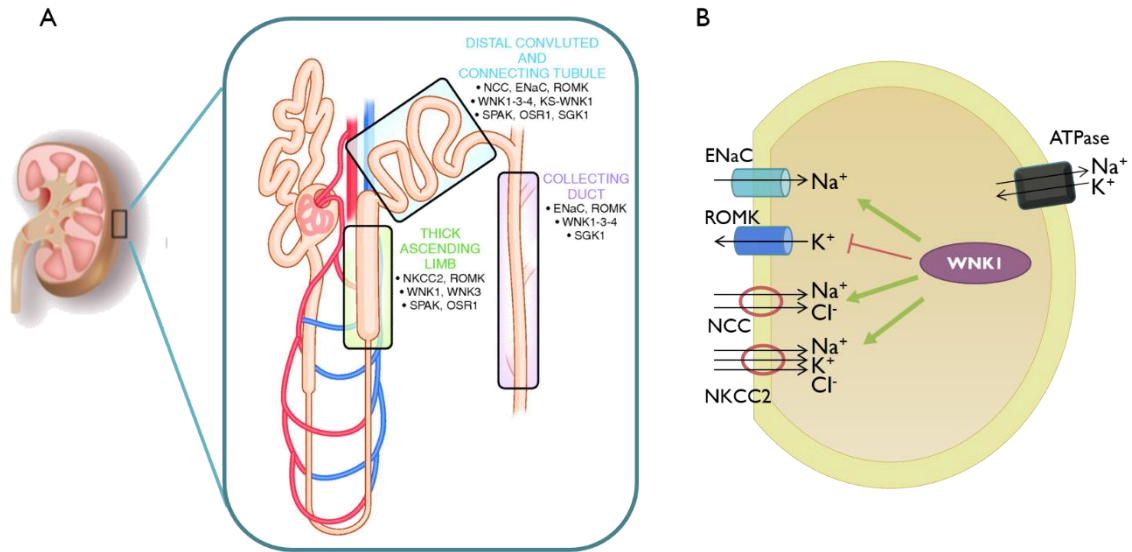 A
DISTAL CONVLUTED
AND
CONNECTING TUBULE
• NCC, ENaC, ROMK
• WNK1-3-4, KS-WNK1
• SPAK, OSR1, SGK1
COLLECTING
DUCT
• ENaC, ROMK
• WNK1-3-4
• SGK1
THICK
ASCENDING
LIMB
• NKCC2, ROMK
• WNK1, WNK3
• SPAK, OSR1
B
ATPase
Na⁺
K⁺
ENaC
Na⁺
ROMK
K⁺
WNK1
Na⁺
Cl⁻
NCC
Na⁺
K⁺
Cl⁻
NKCC2